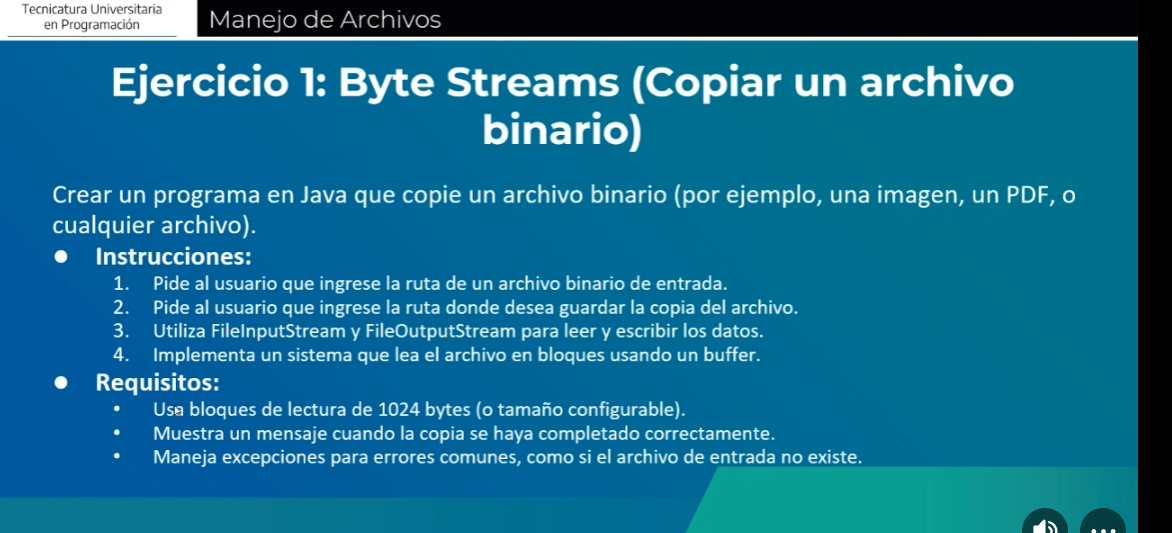 Tecnicatura Universitaria
en Programación
Manejo de Archivos
Ejercicio 1: Byte Streams (Copiar un archivo
binario)
Crear un programa en Java que copie un archivo binario (por ejemplo, una imagen, un PDF, o
cualquier archivo).
● Instrucciones:
1. Pide al usuario que ingrese la ruta de un archivo binario de entrada.
2. Pide al usuario que ingrese la ruta donde desea guardar la copia del archivo.
3. Utiliza FileInputStream y FileOutputStream para leer y escribir los datos.
4. Implementa un sistema que lea el archivo en bloques usando un buffer.
● Requisitos:
• Usa bloques de lectura de 1024 bytes (o tamaño configurable).
• Muestra un mensaje cuando la copia se haya completado correctamente.
• Maneja excepciones para errores comunes, como si el archivo de entrada no existe.